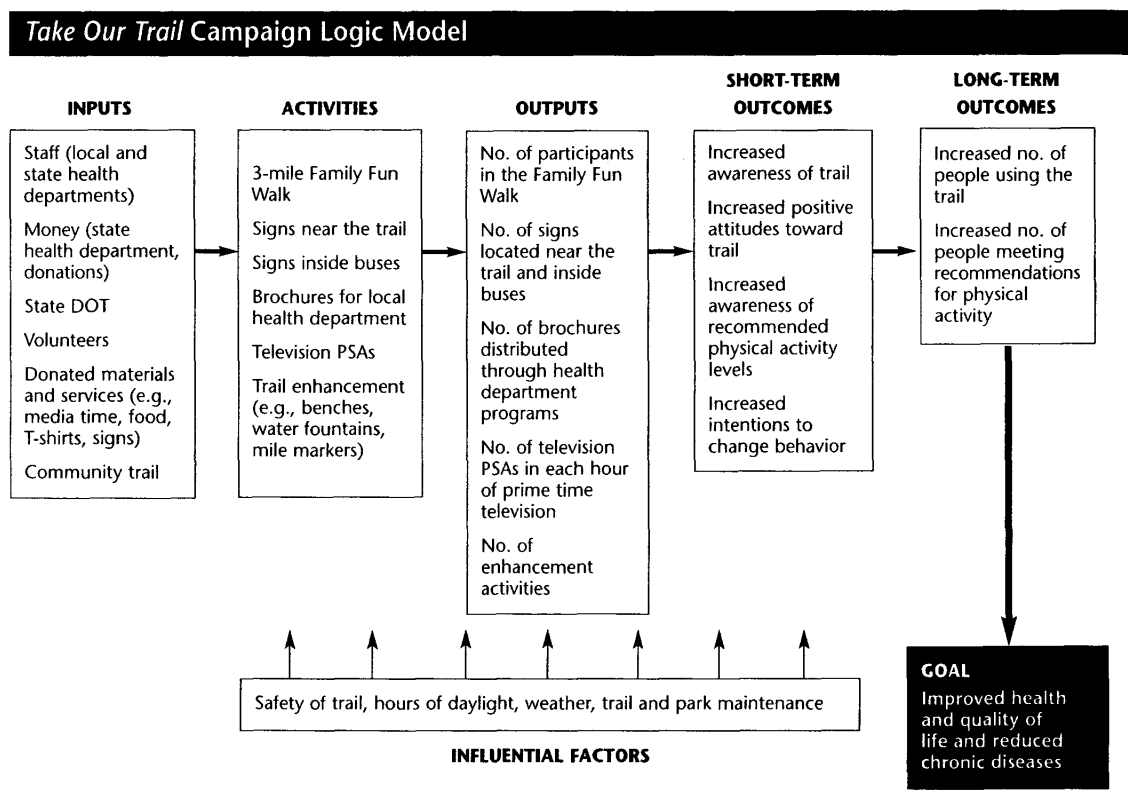 Take Our Trail Campaign Logic Model
INPUTS
Staff (local and
state health
departments)
Money (state
health department,
donations)
State DOT
Volunteers
Donated materials
and services (e.g.,
media time, food,
T-shirts, signs)
Community trail
ACTIVITIES
3-mile Family Fun
Walk
Signs near the trail
Signs inside buses
Brochures for local
health department
Television PSAs
Trail enhancement
(e.g., benches,
water fountains,
mile markers)
OUTPUTS
No. of participants
in the Family Fun
Walk
No. of signs
located near the
trail and inside
buses
No. of brochures
distributed
through health
department
programs
No. of television
PSAs in each hour
of prime time
television
No. of
enhancement
activities
SHORT-TERM
OUTCOMES
Increased
awareness of trail
Increased positive
attitudes toward
trail
Increased
awareness of
recommended
physical activity
levels
Increased
intentions to
change behavior
LONG-TERM
OUTCOMES
Increased no. of
people using the
trail
Increased no. of
people meeting
recommendations
for physical
activity
GOAL
Improved health
and quality of
life and reduced
chronic diseases
Safety of trail, hours of daylight, weather, trail and park maintenance
INFLUENTIAL FACTORS